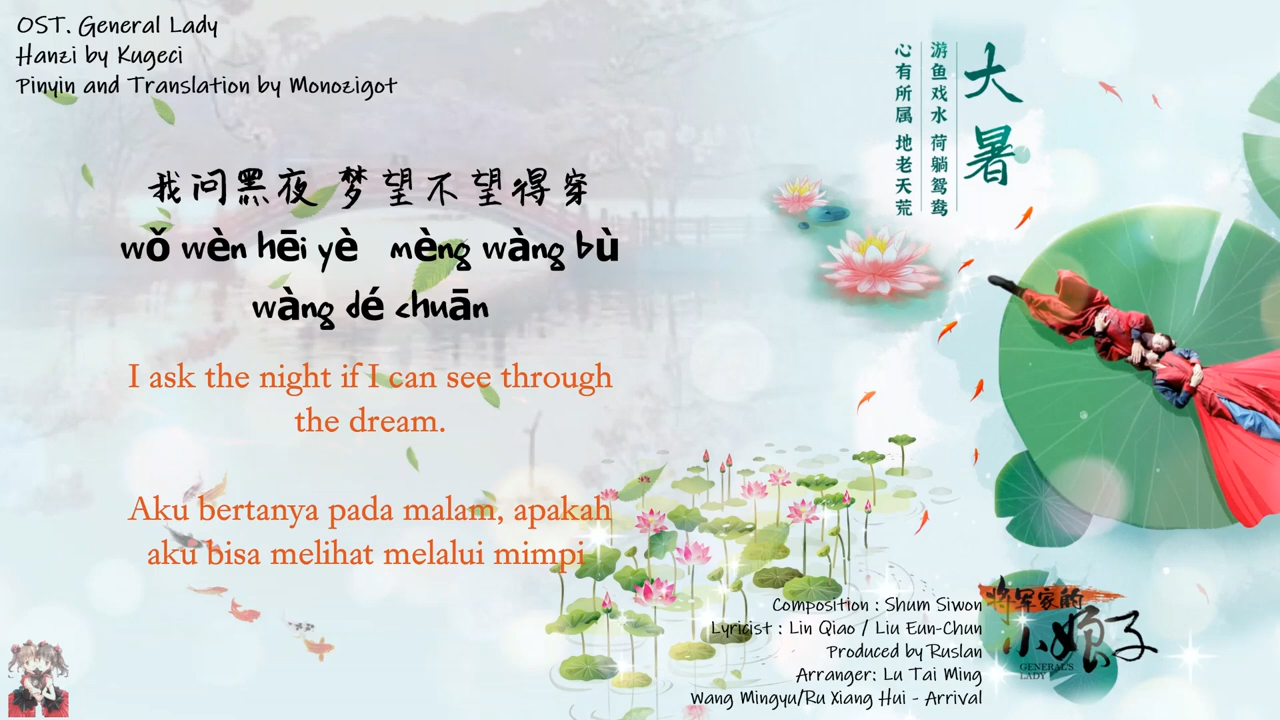 OST. General Lady
Hanzi by Kugeci
Pinyin and Translation by Monozigot
我问黑夜 梦望不望得穿
wǒ wèn hēi yè mèng wàng bù
wàng dé chuān
I ask the night if I can see through
the dream.
Aku bertanya pada malam, apakah
aku bisa melihat melalui mimpi
大暑
游鱼戏水 荷躺鸳鸯
心有所属 地老天荒
Composition : Shum Siwon
Lyricist : Lin Qiao / Liu Eun-Chun
Produced by Ruslan
Arranger: Lu Tai Ming
Wang Mingyu/Ru Xiang Hui - Arrival
将军家的
小娘子
GENERAL'S
LADY